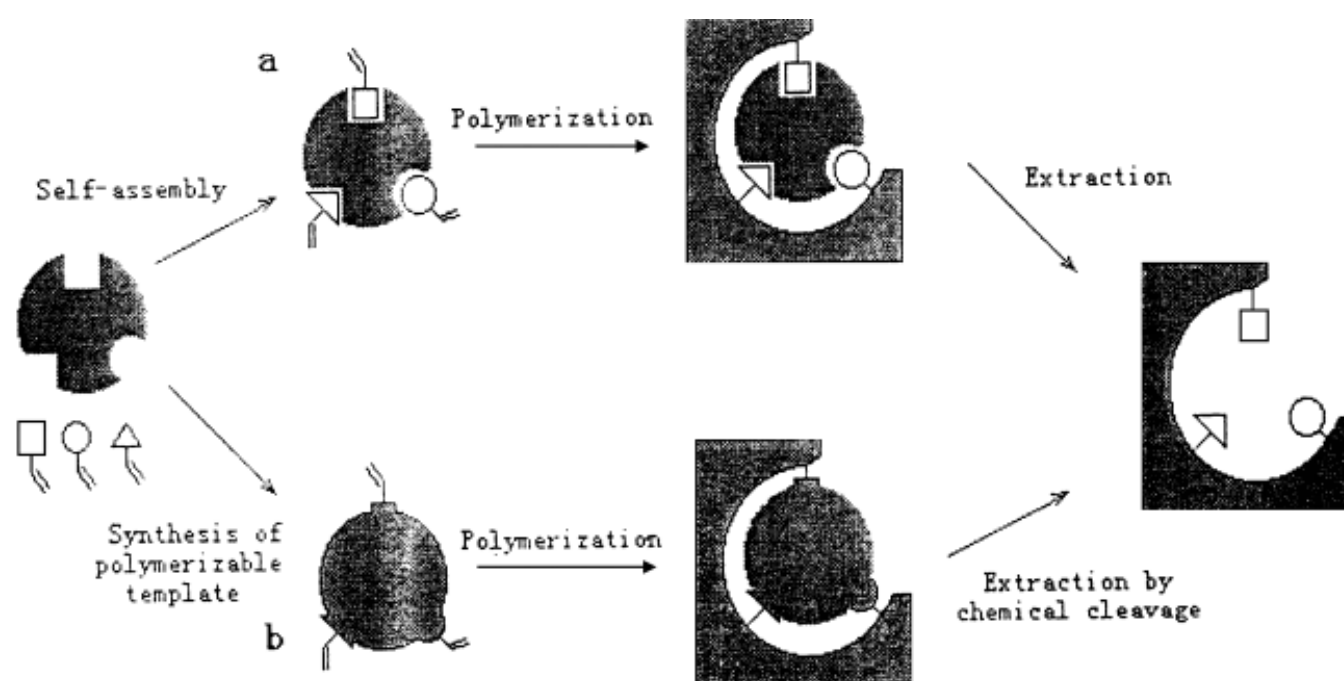 a
Polymerization
Self-assembly
Extraction
Synthesis of
polymerizable
template
b
Polymerization
Extraction by
chemical cleavage